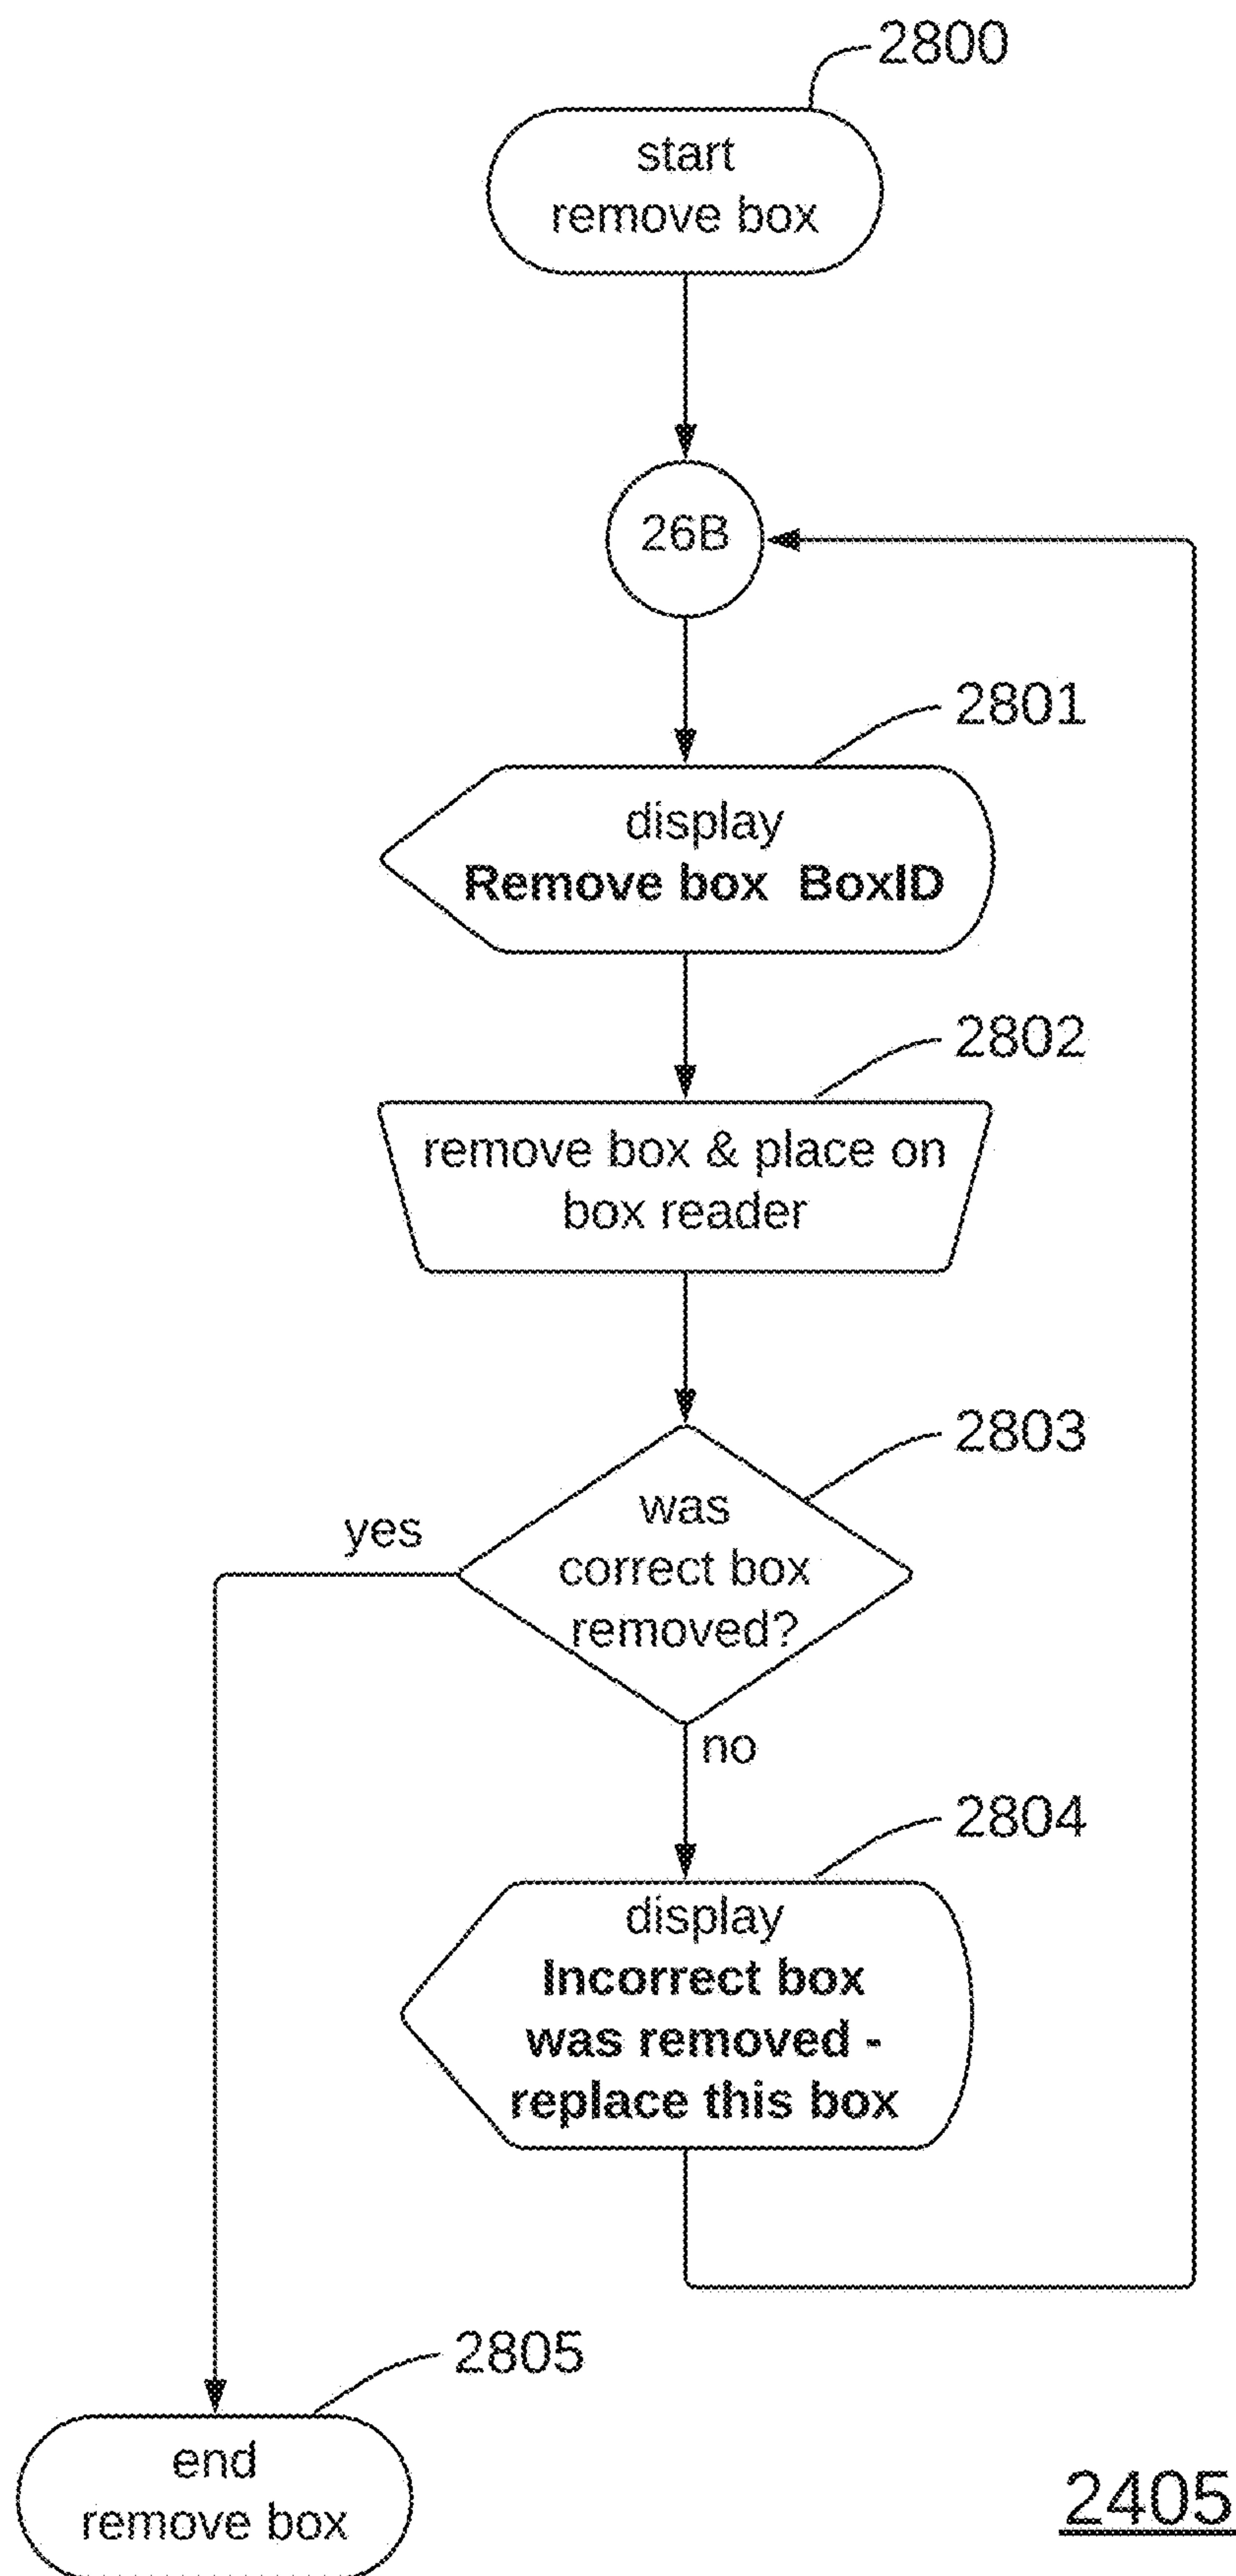 2800
start
remove box
26B
2801
display
Remove box BoxID
2802
remove box & place on
box reader
2803
was
correct box
removed?
yes
no
2804
display
Incorrect box
was removed -
replace this box
2805
end
remove box
2405